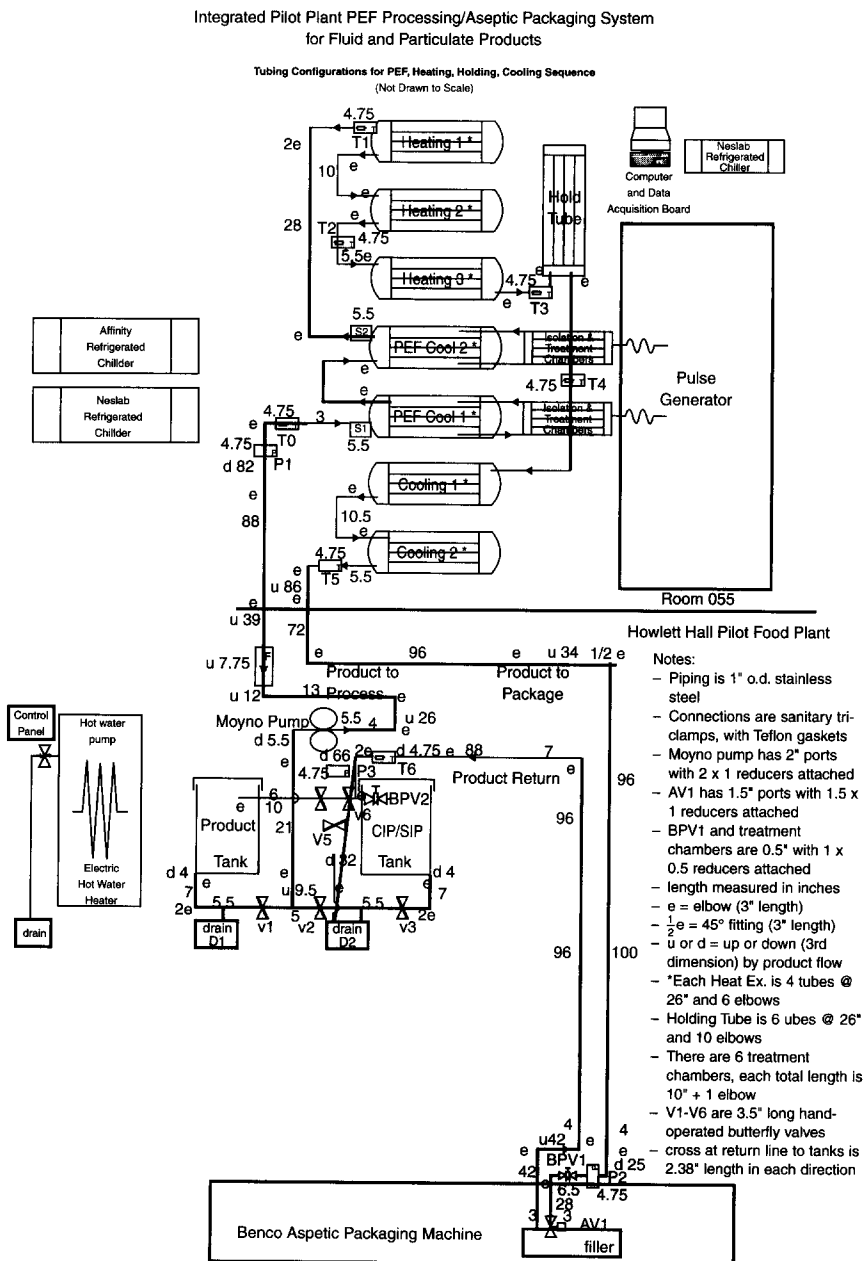 Integrated Pilot Plant PEF Processing/Aseptic Packaging System
for Fluid and Particulate Products
Tubing Configurations for PEF, Heating, Holding, Cooling Sequence
(Not Drawn to Scale)
4.75
2e
T1
Heating 1 *
e
10
e
Heating 2 *
e
28
T2
4.75
5.5e
Heating 3 *
4.75
e
T3
Hold
Tube
e
e
Computer
and Data
Acquisition Board
Neslab
Refrigerated
Chiller
Affinity
Refrigerated
Chillder
Neslab
Refrigerated
Chillder
e
5.5
S2
PEF Cool 2 *
Isolation &
Treatment
Chambers
e
4.75
T4
Pulse
Generator
e
PEF Cool 1 *
Isolation &
Treatment
Chambers
S1
5.5
4.75
e
T0
3
4.75
P1
d 82
e
88
Cooling 1 *
e
10.5
e
Cooling 2 *
4.75
T5
5.5
e
u 86
e
e
u 39
72
Room 055
Howlett Hall Pilot Food Plant
e
96
e
u 34
1/2 e
u 7.75
F
u 12
Product to
Process
Product to
Package
13
e
Moyno Pump
5.5
4
u 26
d 5.5
e
d 66
2e
d 4.75
e
88
7
4.75
P3
T6
Product Return
e
96
96
Control
Panel
Hot water
pump
Electric
Hot Water
Heater
drain
Product
Tank
e
6
10
21
V5
V6
e
BPV2
CIP/SIP
Tank
d 32
d 4
e
7
2e
5.5
drain
D1
v1
e
u 9.5
5
v2
e
drain
D2
5.5
v3
d 4
e
7
2e
96
100
Notes:
– Piping is 1" o.d. stainless
steel
– Connections are sanitary tri-
clamps, with Teflon gaskets
– Moyno pump has 2" ports
with 2 x 1 reducers attached
– AV1 has 1.5" ports with 1.5 x
1 reducers attached
– BPV1 and treatment
chambers are 0.5" with 1 x
0.5 reducers attached
– length measured in inches
– e = elbow (3" length)
– 1/2 e = 45° fitting (3" length)
– u or d = up or down (3rd
dimension) by product flow
– *Each Heat Ex. is 4 tubes @
26" and 6 elbows
– Holding Tube is 6 ubes @ 26"
and 10 elbows
– There are 6 treatment
chambers, each total length is
10" + 1 elbow
– V1-V6 are 3.5" long hand-
operated butterfly valves
– cross at return line to tanks is
2.38" length in each direction
4
u42
e
e
4
e
BPV1
d 25
P2
42
e
6.5
4.75
28
3
3
AV1
filler
Benco Aspetic Packaging Machine